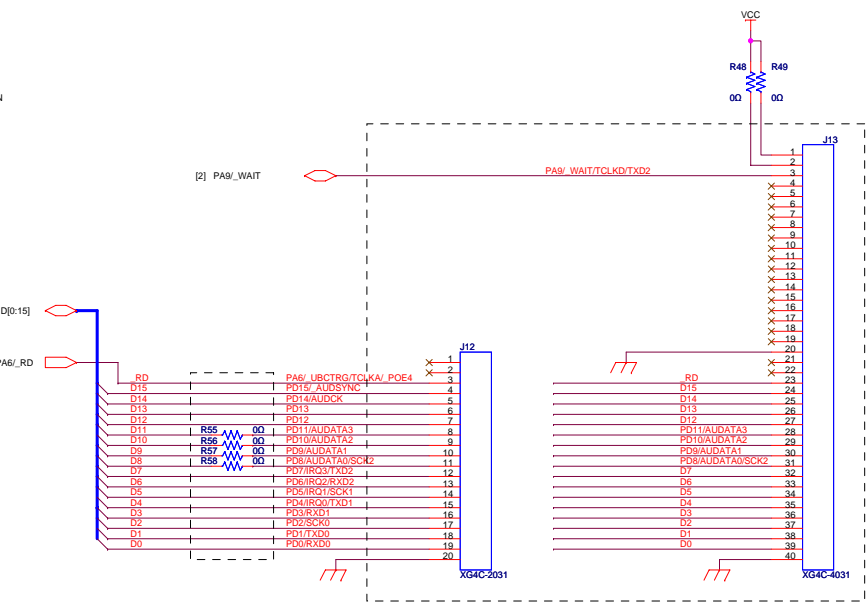 VCC
R48 R49
0Ω 0Ω
N
J13
1
2
[2] PA9/_WAIT PA9/_WAIT/TCLKD/TXD2 3
4
5
6
7
8
9
10
11
12
13
14
15
16
17
18
19
20
21
22
D[0:15]
PA6/_RD
J12
1
2
_RD PA6/_UBCTRG/TCLKA/_POE4 3 _RD 23
D15 PD15/_AUDSYNC 4 D15 24
D14 PD14/AUDCK 5 D14 25
D13 PD13 6 D13 26
D12 PD12 7 D12 27
D11 R55 0Ω PD11/AUDATA3 8 PD11/AUDATA3 28
D10 R56 0Ω PD10/AUDATA2 9 PD10/AUDATA2 29
D9 R57 0Ω PD9/AUDATA1 10 PD9/AUDATA1 30
D8 R58 0Ω PD8/AUDATA0/SCK2 11 PD8/AUDATA0/SCK2 31
D7 PD7/IRQ3/TXD2 12 D7 32
D6 PD6/IRQ2/RXD2 13 D6 33
D5 PD5/IRQ1/SCK1 14 D5 34
D4 PD4/IRQ0/TXD1 15 D4 35
D3 PD3/RXD1 16 D3 36
D2 PD2/SCK0 17 D2 37
D1 PD1/TXD0 18 D1 38
D0 PD0/RXD0 19 D0 39
20 40
XG4C-2031 XG4C-4031